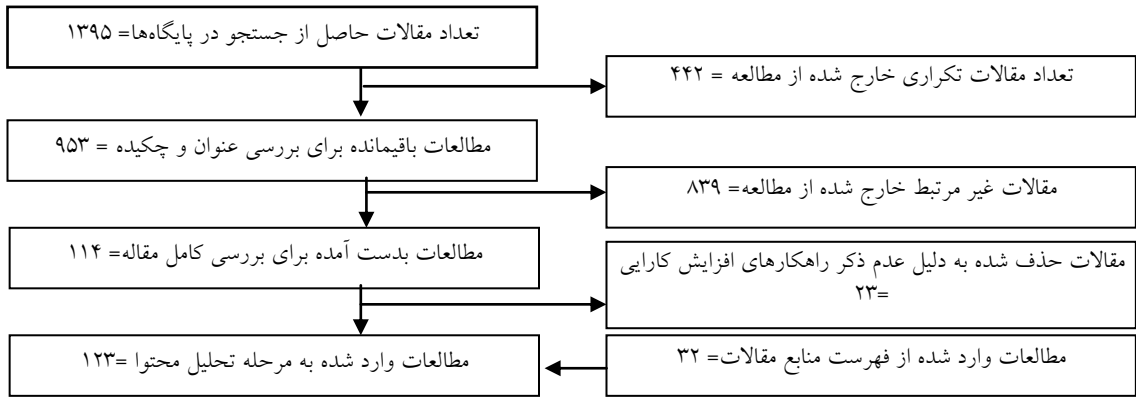 تعداد مقالات حاصل از جستجو در پایگاه‌ها= ۱۳۹۵
تعداد مقالات تکراری خارج شده از مطالعه = ۴۴۲
مطالعات باقیمانده برای بررسی عنوان و چکیده = ۹۵۳
مقالات غیر مرتبط خارج شده از مطالعه= ۸۳۹
مطالعات بدست آمده برای بررسی کامل مقاله= ۱۱۴
مقالات حذف شده به دلیل عدم ذکر راهکارهای افزایش کارایی
=۲۳
مطالعات وارد شده از فهرست منابع مقالات= ۳۲
مطالعات وارد شده به مرحله تحلیل محتوا =۱۲۳